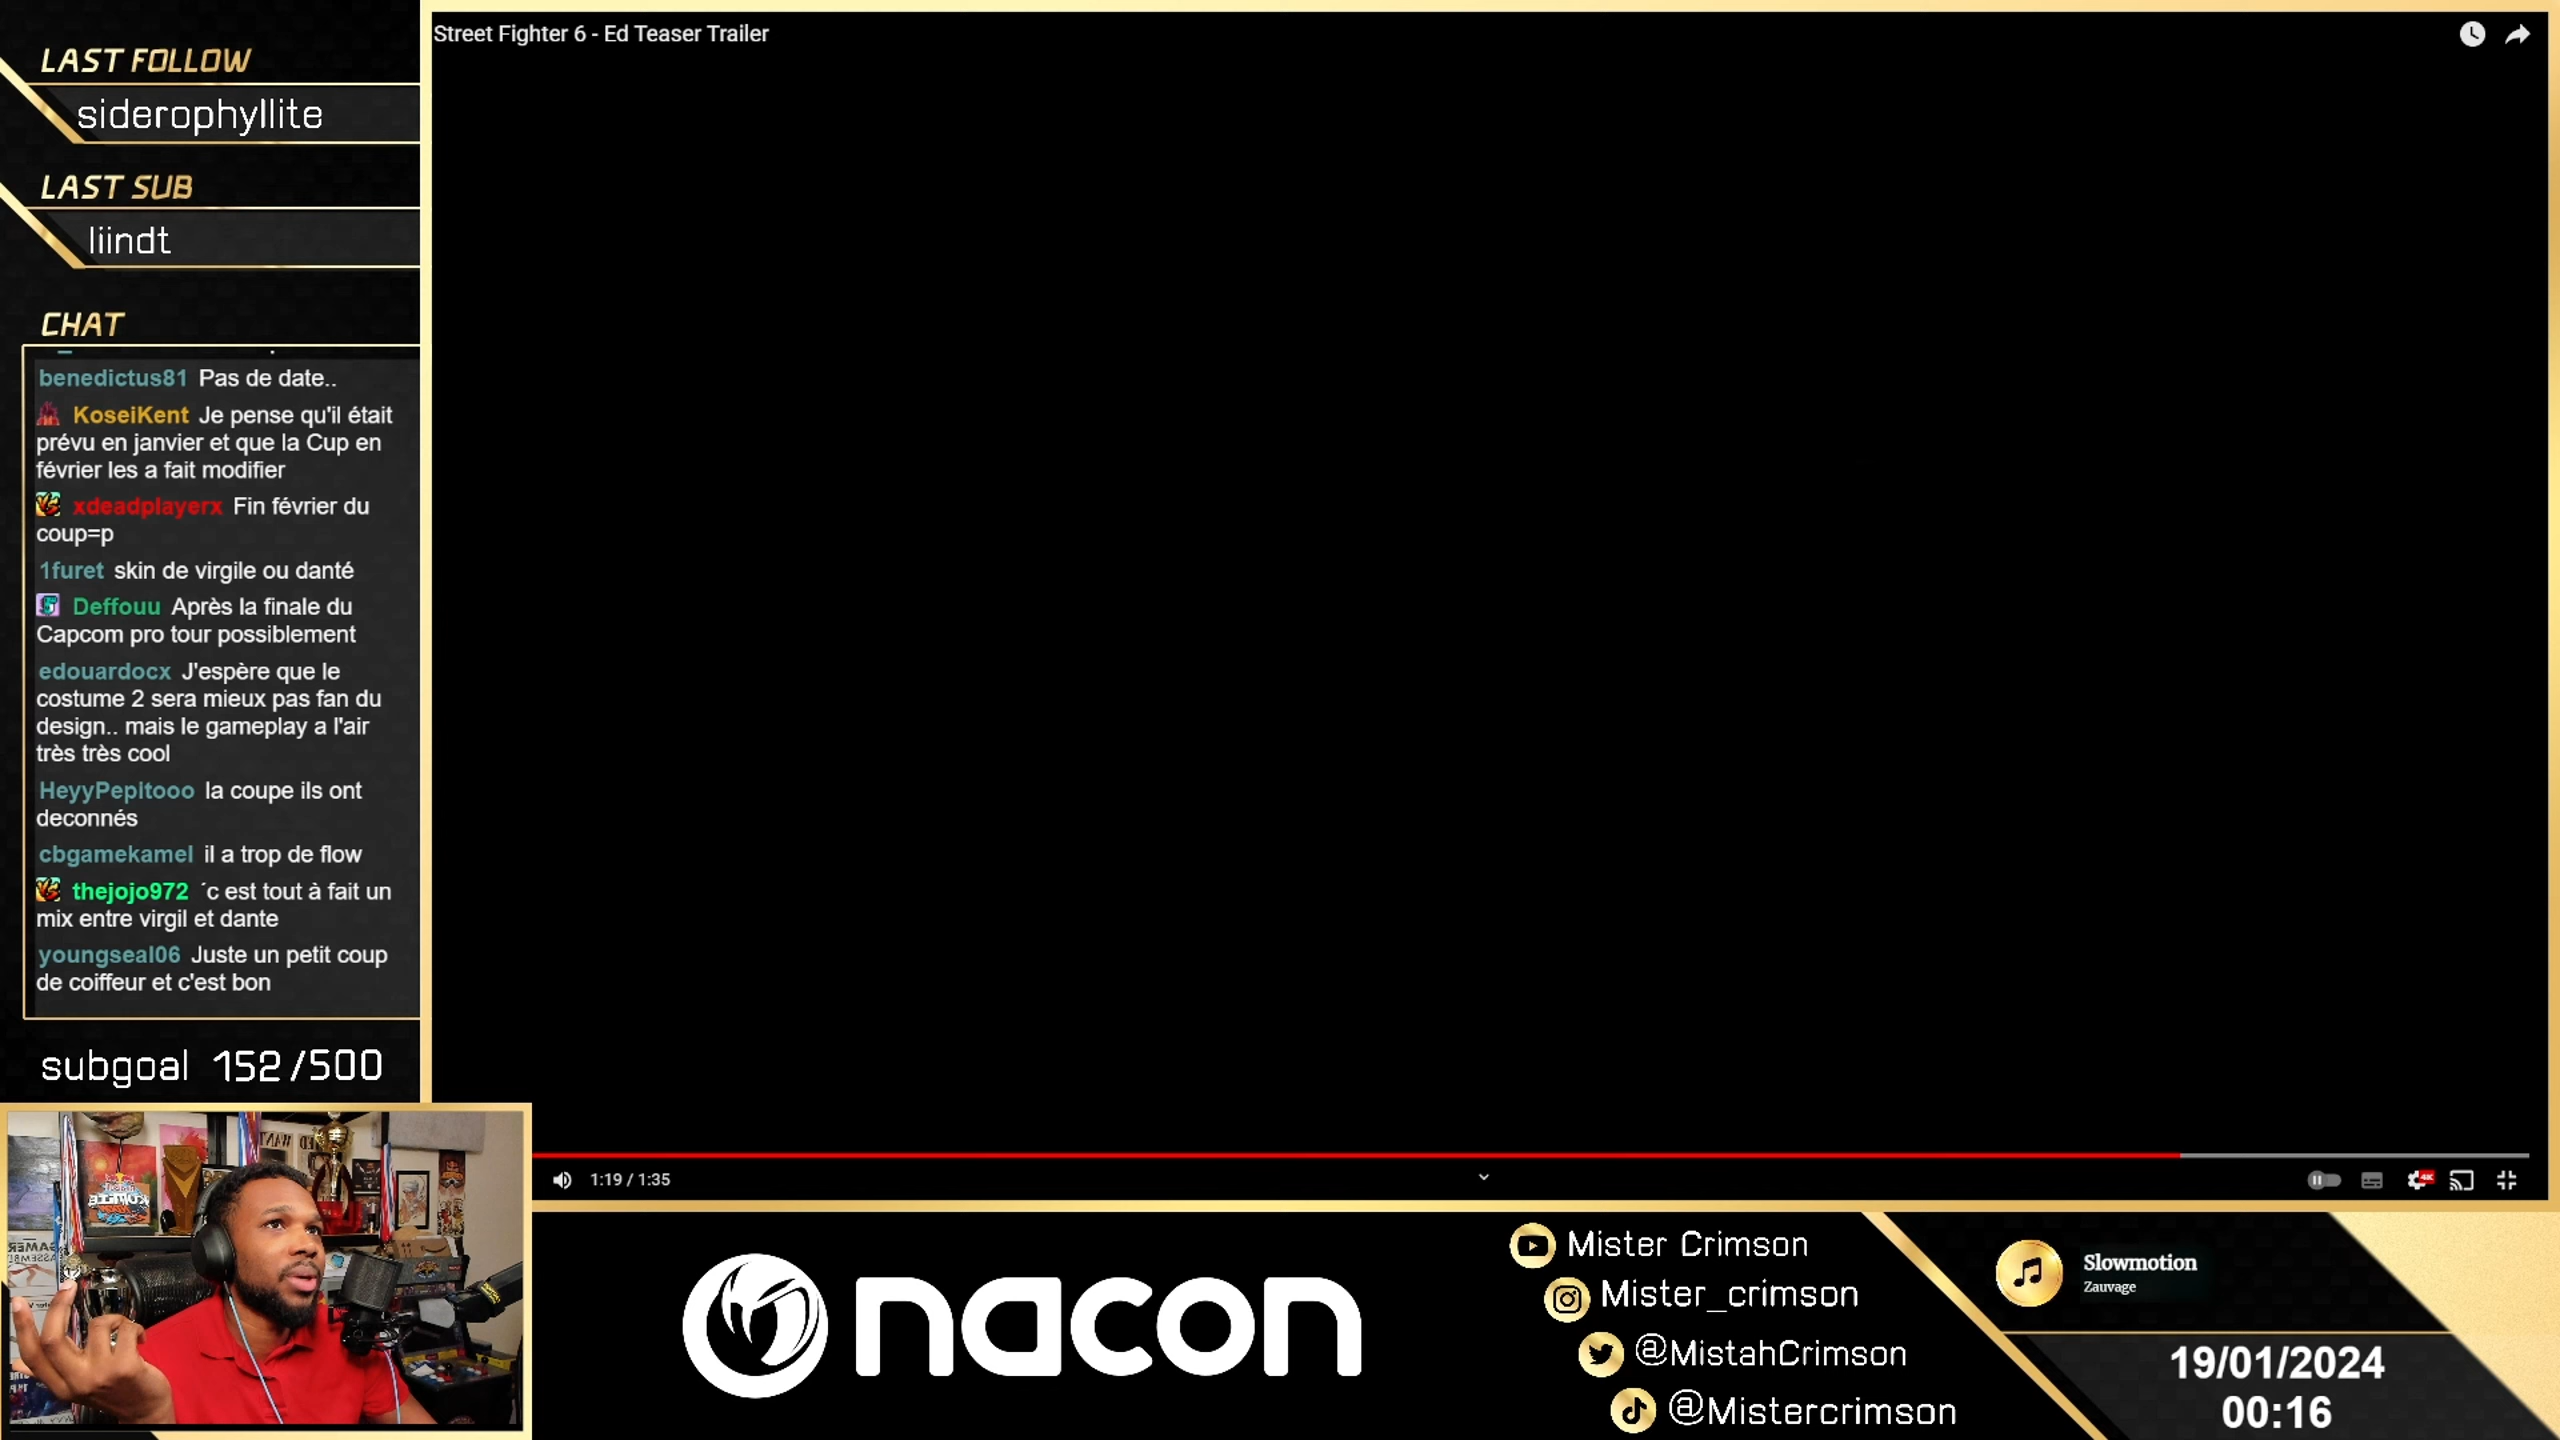 LAST FOLLOW
siderophyllite
LAST SUB
liindt
CHAT
benedictus81 Pas de date..
KoseiKent Je pense qu'il était
prévu en janvier et que la Cup en
février les a fait modifier
xdeadplayerx Fin février du
coup=p
1furet skin de virgile ou danté
Deffouu Après la finale du
Capcom pro tour possiblement
edouardocx J'espère que le
costume 2 sera mieux pas fan du
design.. mais le gameplay a l'air
très très cool
HeyyPepitooo la coupe ils ont
deconnés
cbgamekamel il a trop de flow
thejojo972 ´c est tout à fait un
mix entre virgil et dante
youngseal06 Juste un petit coup
de coiffeur et c'est bon
subgoal 152/500
Street Fighter 6 - Ed Teaser Trailer
1:19 / 1:35
4K
nacon
Mister Crimson
Mister_crimson
@MistahCrimson
@Mistercrimson
Slowmotion
Zauvage
19/01/2024
00:16